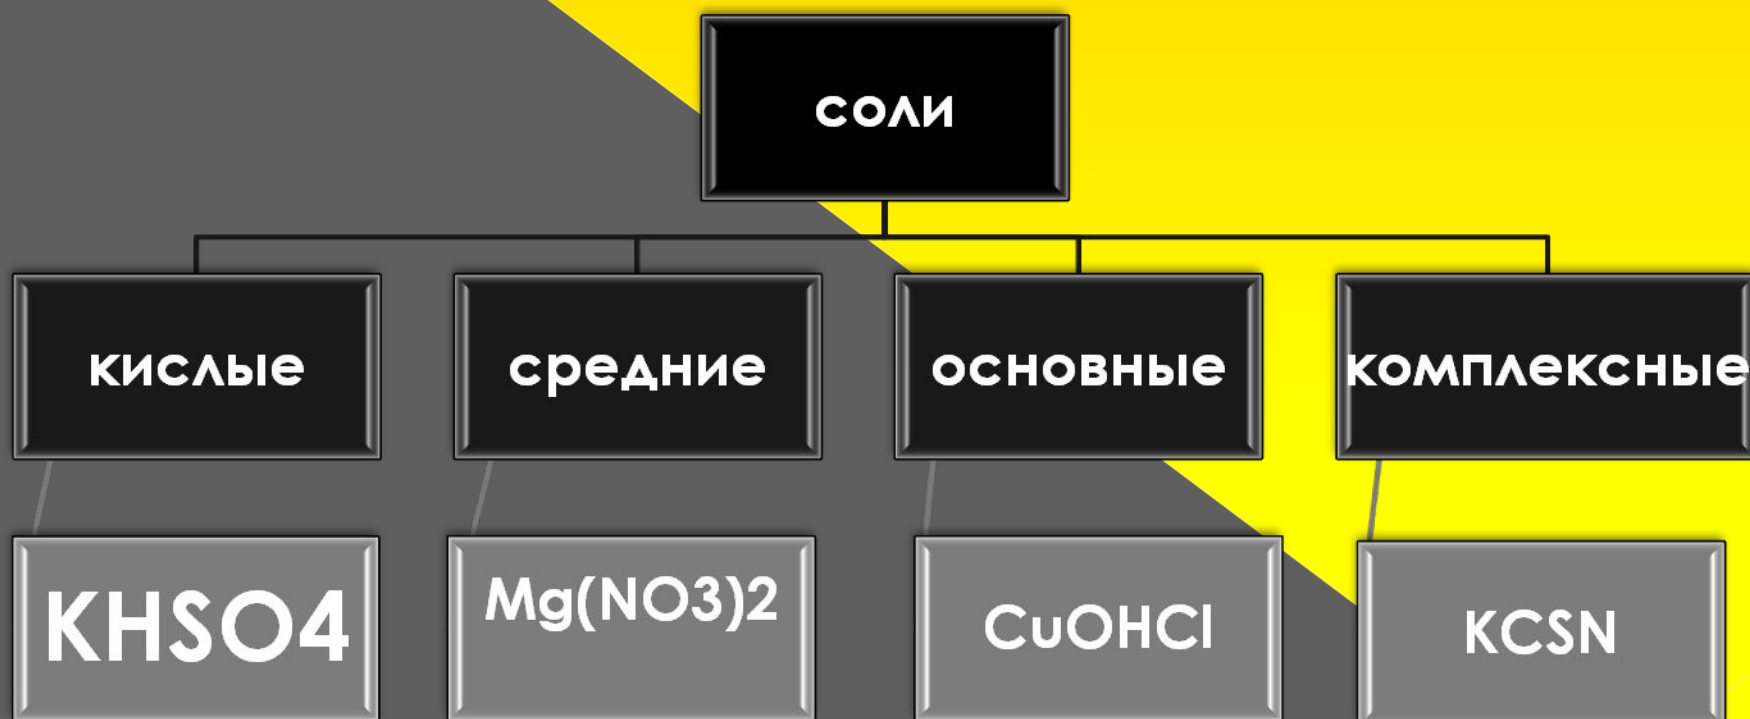 соли
кислые
средние
основные
комплексные
KHSO4
Mg(NO3)2
CuOHCl
KCSN